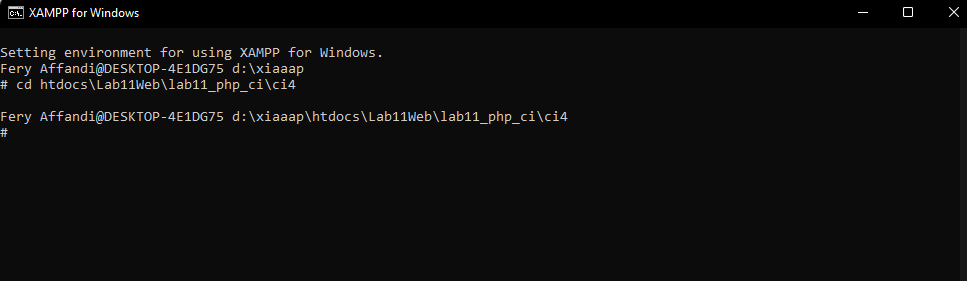 XAMPP for Windows
Setting environment for using XAMPP for Windows.
Fery Affandi@DESKTOP-4E1DG75 d:\xiaaap
# cd htdocs\Lab11Web\lab11_php_ci\ci4
Fery Affandi@DESKTOP-4E1DG75 d:\xiaaap\htdocs\Lab11Web\lab11_php_ci\ci4
#